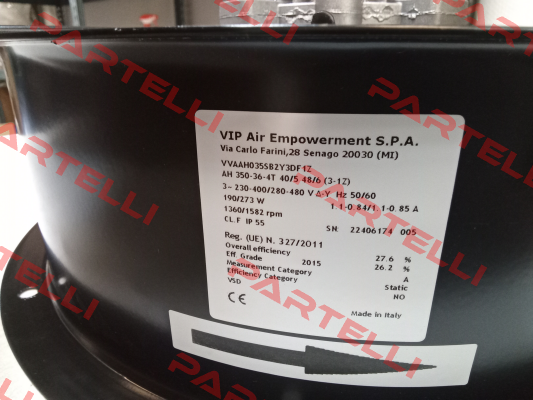 PARTELLI
PARTELLI
PARTELLI
PARTELLI
VIP Air Empowerment S.P.A.
Via Carlo Farini,28 Senago 20030 (MI)
VVAAH035SB2Y3DF1Z
AH 350-36-4T 40/5 48/6 (3-1Z)
3~ 230-400/280-480 V Δ-Y Hz 50/60
190/273 W 1.1-0.84/1.1-0.85 A
1360/1582 rpm
CL.F IP 55 SN: 22406174 005
Reg. (UE) N. 327/2011
Overall efficiency 27.6 %
Eff. Grade 2015 26.2 %
Measurement Category A
Efficiency Category Static
VSD NO
CE Made in Italy